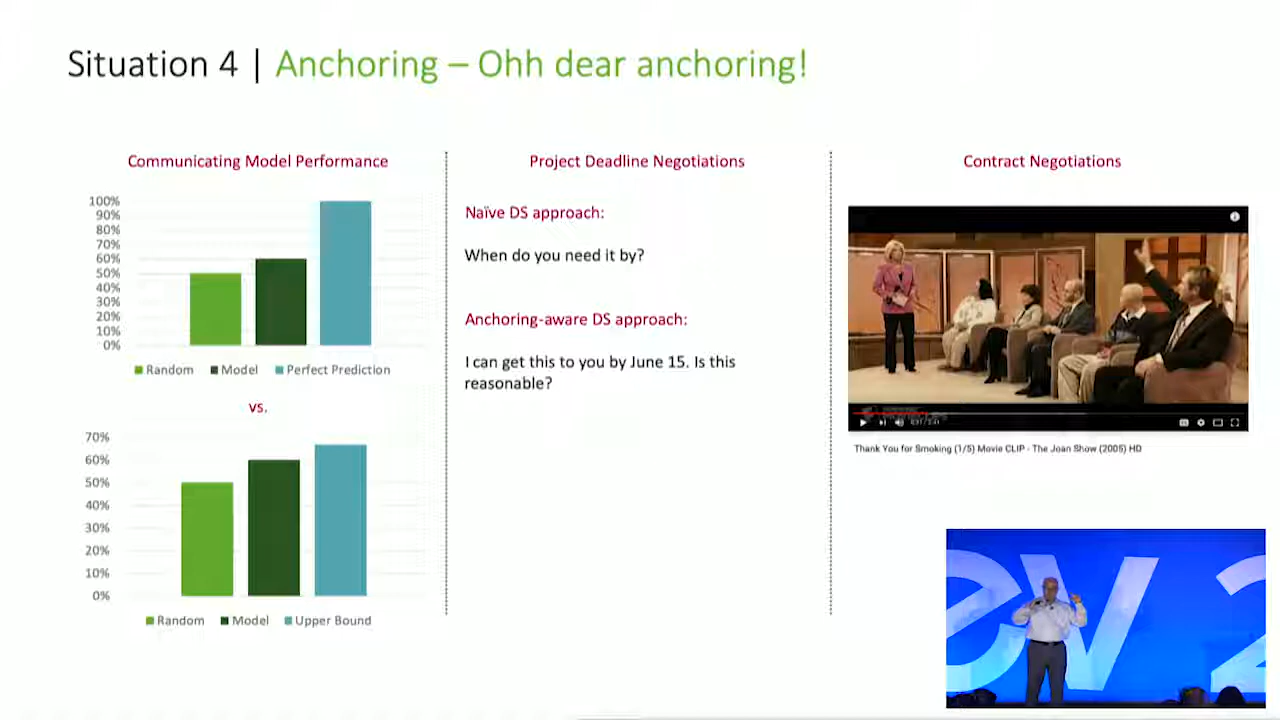 Situation 4 | Anchoring – Ohh dear anchoring!
Communicating Model Performance
100%
90%
80%
70%
60%
50%
40%
30%
20%
10%
0%
Random Model Perfect Prediction
vs.
70%
60%
50%
40%
30%
20%
10%
0%
Random Model Upper Bound
Project Deadline Negotiations
Naïve DS approach:
When do you need it by?
Anchoring-aware DS approach:
I can get this to you by June 15. Is this
reasonable?
Contract Negotiations
Thank You for Smoking (1/5) Movie CLIP - The Joan Show (2005) HD
ev 2